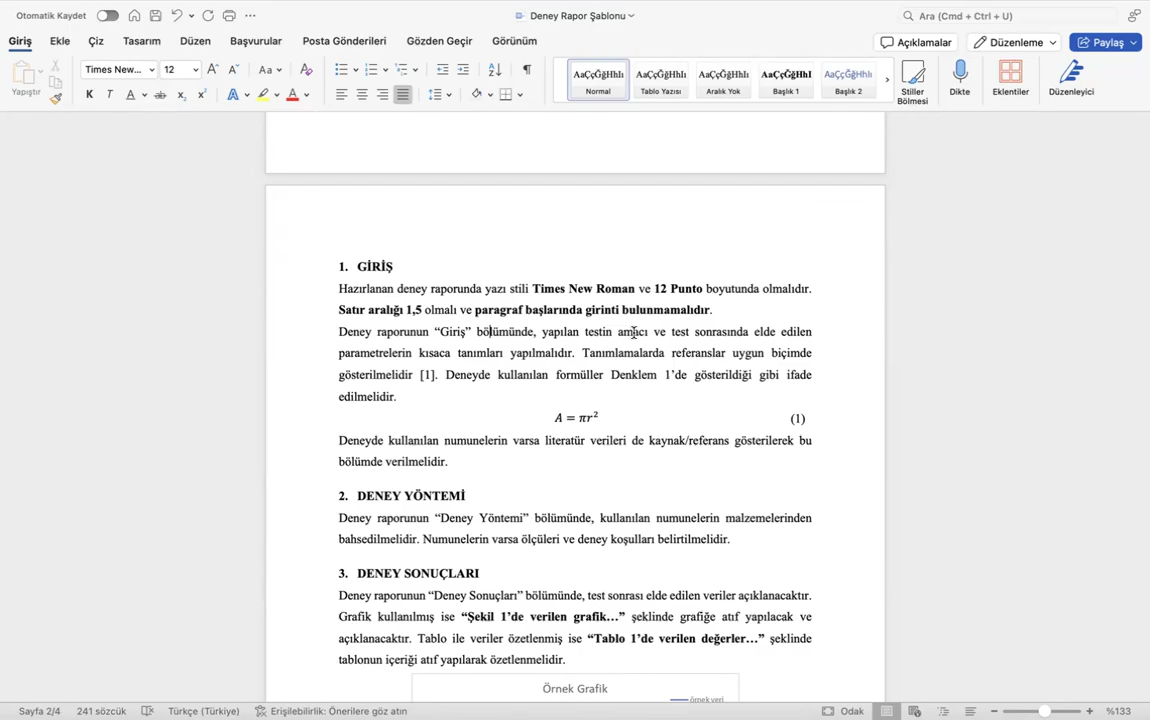 Otomatik Kaydet
Deney Rapor Şablonu
Ara (Cmd + Ctrl + U)
Giriş Ekle Çiz Tasarım Düzen Başvurular Posta Gönderileri Gözden Geçir Görünüm
Açıklamalar Düzenleme Paylaş
Yapıştır
Times New... 12
Aa
K T A ab x₂ x² A A
AaÇçĞğHhIı AaÇçĞğHhIı AaÇçĞğHhIı AaÇçĞğHhI AaÇçĞğHhIı
Normal Tablo Yazısı Aralık Yok Başlık 1 Başlık 2
Stiller Bölmesi
Dikte
Eklentiler
Düzenleyici
1. GİRİŞ
Hazırlanan deney raporunda yazı stili Times New Roman ve 12 Punto boyutunda olmalıdır.
Satır aralığı 1,5 olmalı ve paragraf başlarında girinti bulunmamalıdır.
Deney raporunun “Giriş” bölümünde, yapılan testin amacı ve test sonrasında elde edilen
parametrelerin kısaca tanımları yapılmalıdır. Tanımlamalarda referanslar uygun biçimde
gösterilmelidir [1]. Deneyde kullanılan formüller Denklem 1’de gösterildiği gibi ifade
edilmelidir.
A = πr² (1)
Deneyde kullanılan numunelerin varsa literatür verileri de kaynak/referans gösterilerek bu
bölümde verilmelidir.
2. DENEY YÖNTEMİ
Deney raporunun “Deney Yöntemi” bölümünde, kullanılan numunelerin malzemelerinden
bahsedilmelidir. Numunelerin varsa ölçüleri ve deney koşulları belirtilmelidir.
3. DENEY SONUÇLARI
Deney raporunun “Deney Sonuçları” bölümünde, test sonrası elde edilen veriler açıklanacaktır.
Grafik kullanılmış ise “Şekil 1’de verilen grafik…” şeklinde grafiğe atıf yapılacak ve
açıklanacaktır. Tablo ile veriler özetlenmiş ise “Tablo 1’de verilen değerler…” şeklinde
tablonun içeriği atıf yapılarak özetlenmelidir.
Örnek Grafik
örnek veri
Sayfa 2/4 241 sözcük Türkçe (Türkiye) Erişilebilirlik: Önerilere göz atın Odak %133